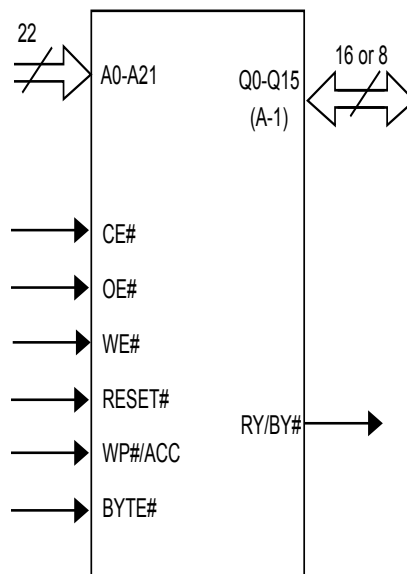 22
16 or 8
A0-A21
Q0-Q15
(A-1)
CE#
OE#
WE#
RESET#
RY/BY#
WP#/ACC
BYTE#